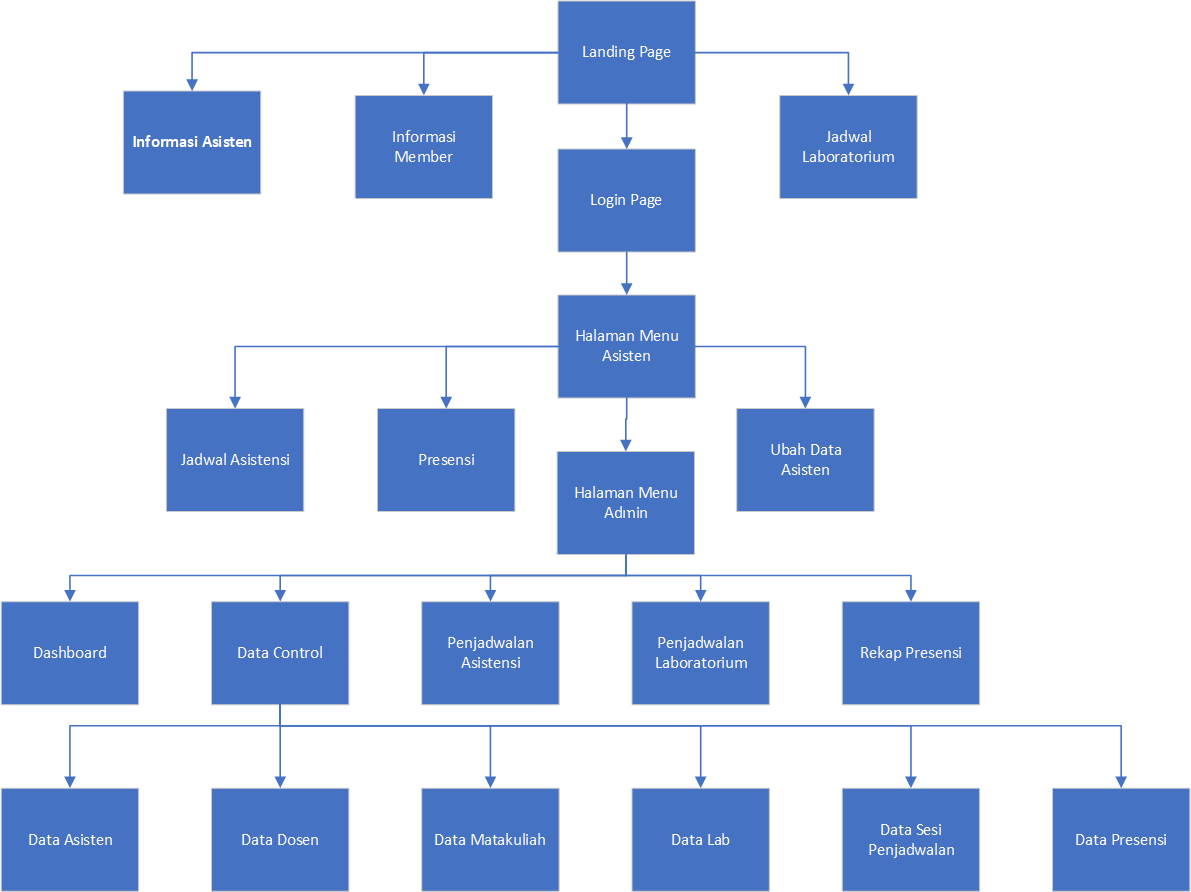 Landing Page
Informasi Asisten
Informasi
Member
Jadwal
Laboratorium
Login Page
Halaman Menu
Asisten
Jadwal Asistensi
Presensi
Ubah Data
Asisten
Halaman Menu
Admin
Dashboard
Data Control
Penjadwalan
Asistensi
Penjadwalan
Laboratorium
Rekap Presensi
Data Asisten
Data Dosen
Data Matakuliah
Data Lab
Data Sesi
Penjadwalan
Data Presensi